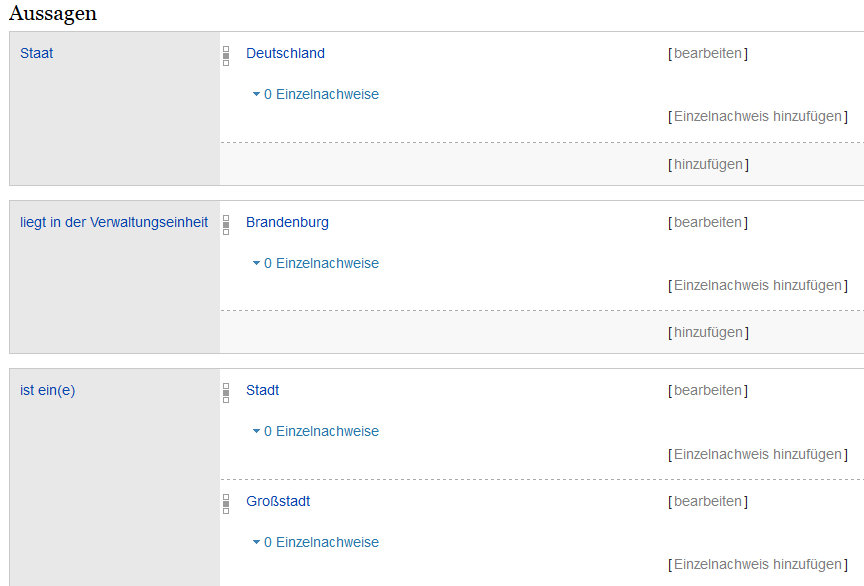 Aussagen
Staat Deutschland [bearbeiten]
0 Einzelnachweise
[Einzelnachweis hinzufügen]
[hinzufügen]
liegt in der Verwaltungseinheit Brandenburg [bearbeiten]
0 Einzelnachweise
[Einzelnachweis hinzufügen]
[hinzufügen]
ist ein(e) Stadt [bearbeiten]
0 Einzelnachweise
[Einzelnachweis hinzufügen]
Großstadt [bearbeiten]
0 Einzelnachweise
[Einzelnachweis hinzufügen]